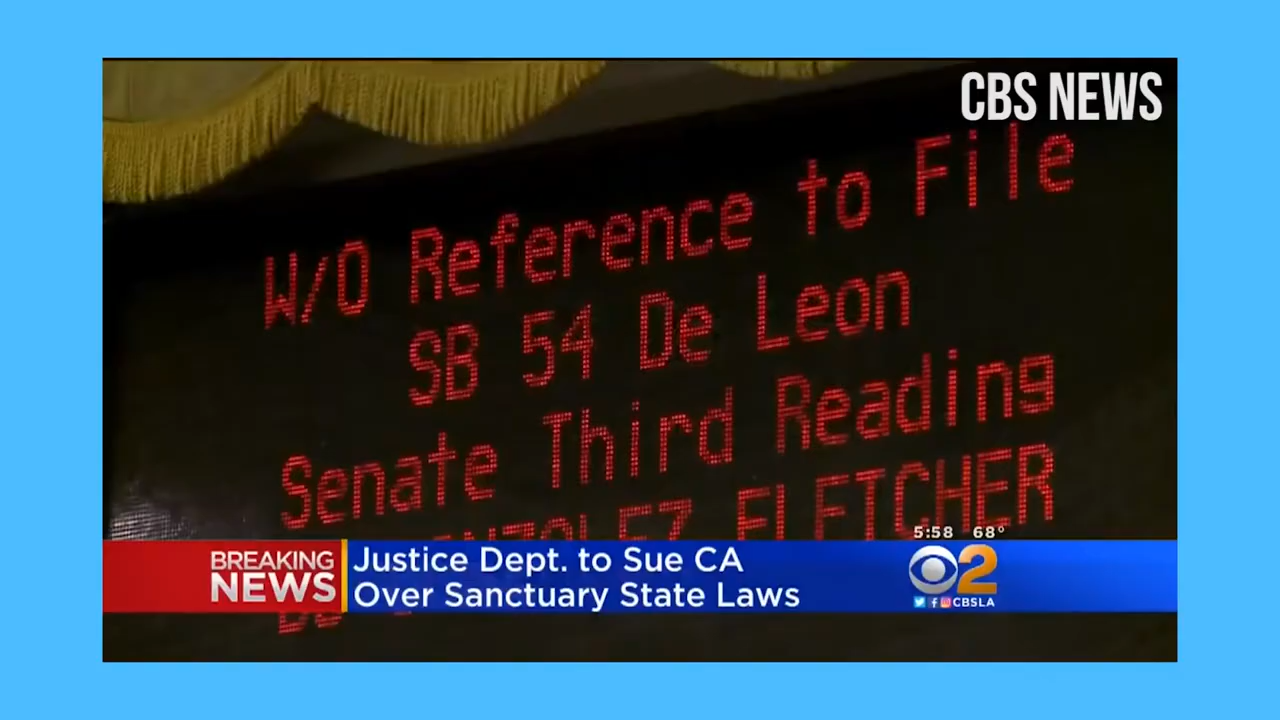 CBS NEWS
W/O Reference to File
SB 54 De Leon
Senate Third Reading
FLETCHER
5:58 68°
BREAKING
NEWS
Justice Dept. to Sue CA
Over Sanctuary State Laws
2
CBSLA